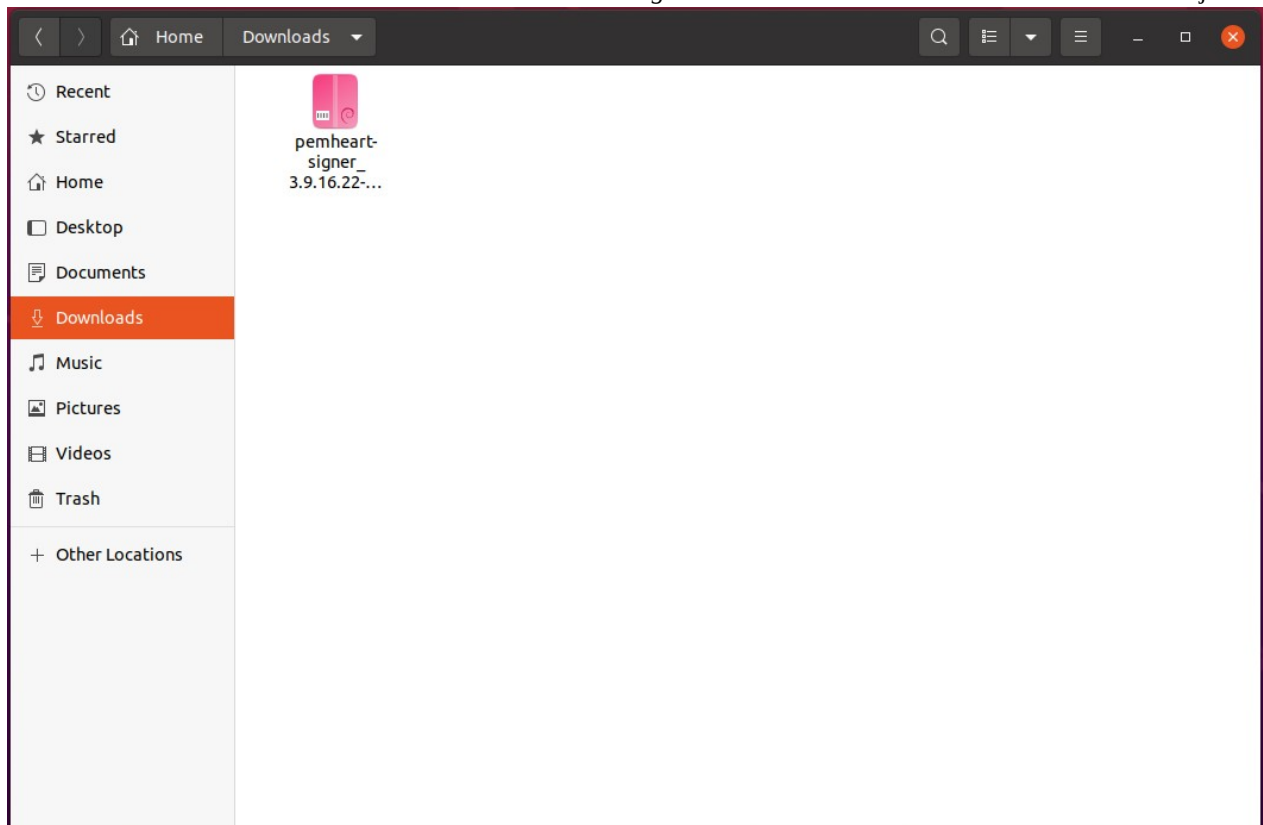 Home
Downloads
Recent
Starred
Home
Desktop
Documents
Downloads
Music
Pictures
Videos
Trash
Other Locations
pemheart-
signer_
3.9.16.22-...